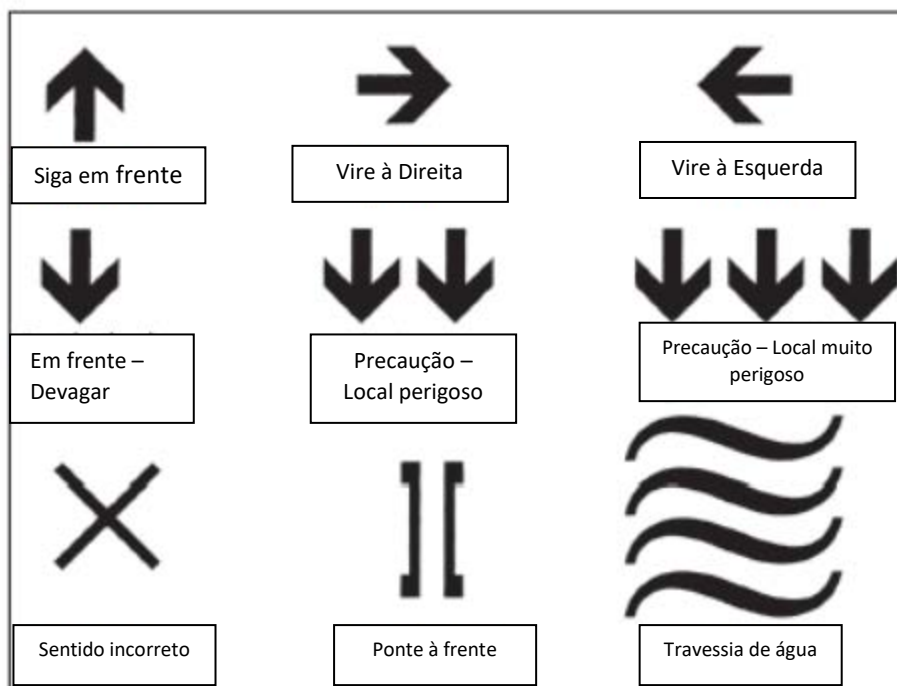 Siga em frente
Vire à Direita
Vire à Esquerda
Em frente –
Devagar
Precaução –
Local perigoso
Precaução – Local muito
perigoso
Sentido incorreto
Ponte à frente
Travessia de água